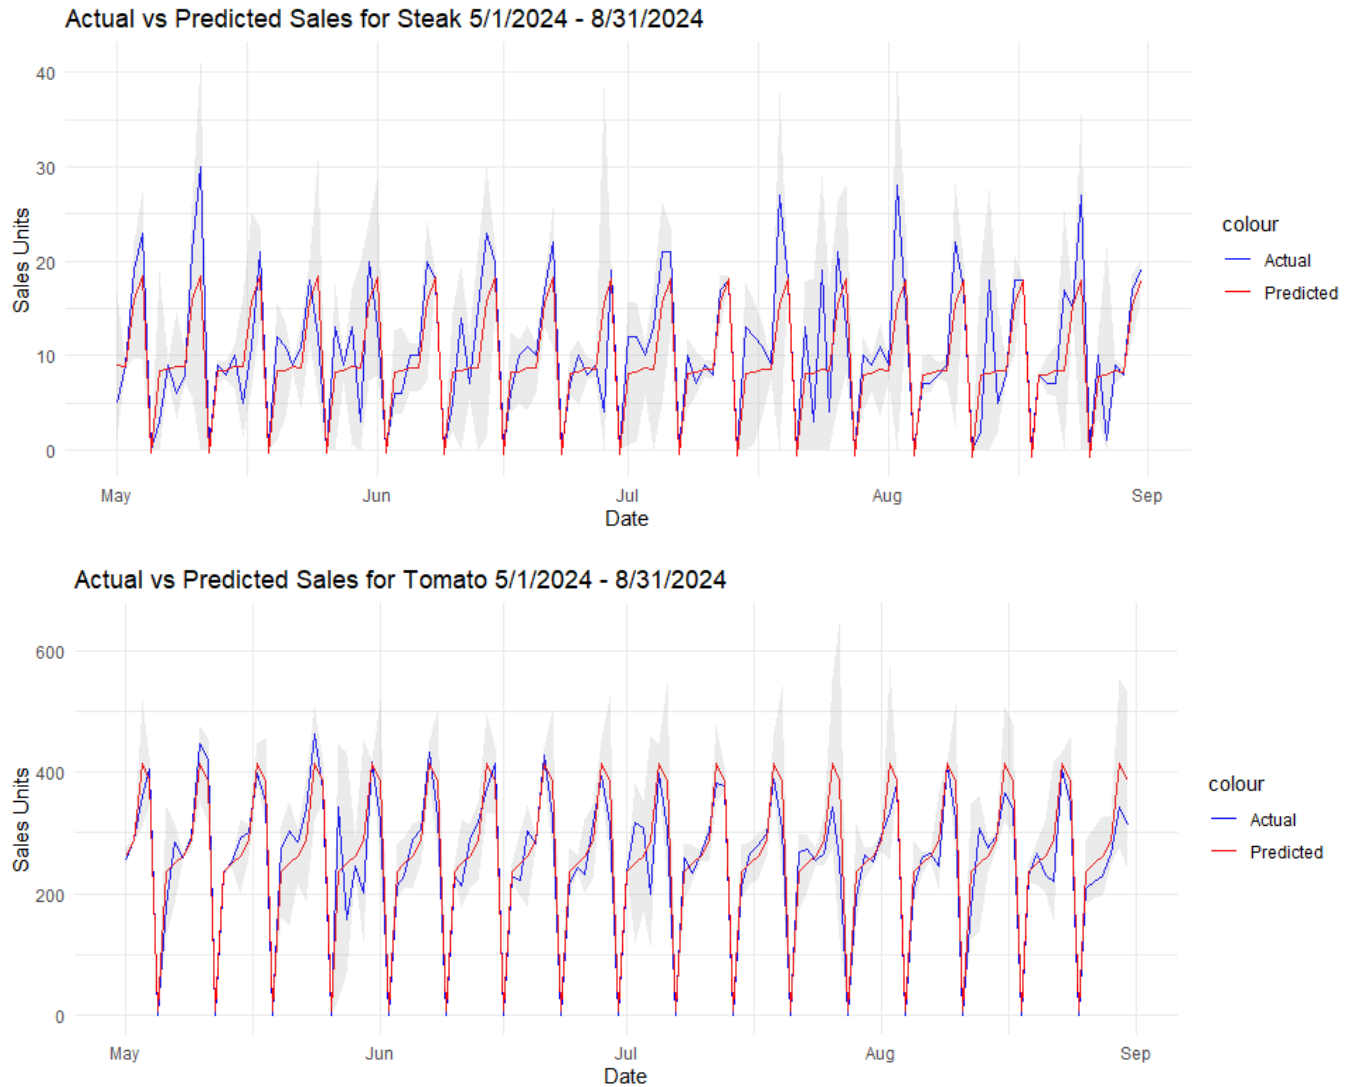 Actual vs Predicted Sales for Steak 5/1/2024 - 8/31/2024
40
30
20
10
0
Sales Units
May Jun Jul Aug Sep
Date
colour
Actual
Predicted
Actual vs Predicted Sales for Tomato 5/1/2024 - 8/31/2024
600
400
200
0
Sales Units
May Jun Jul Aug Sep
Date
colour
Actual
Predicted